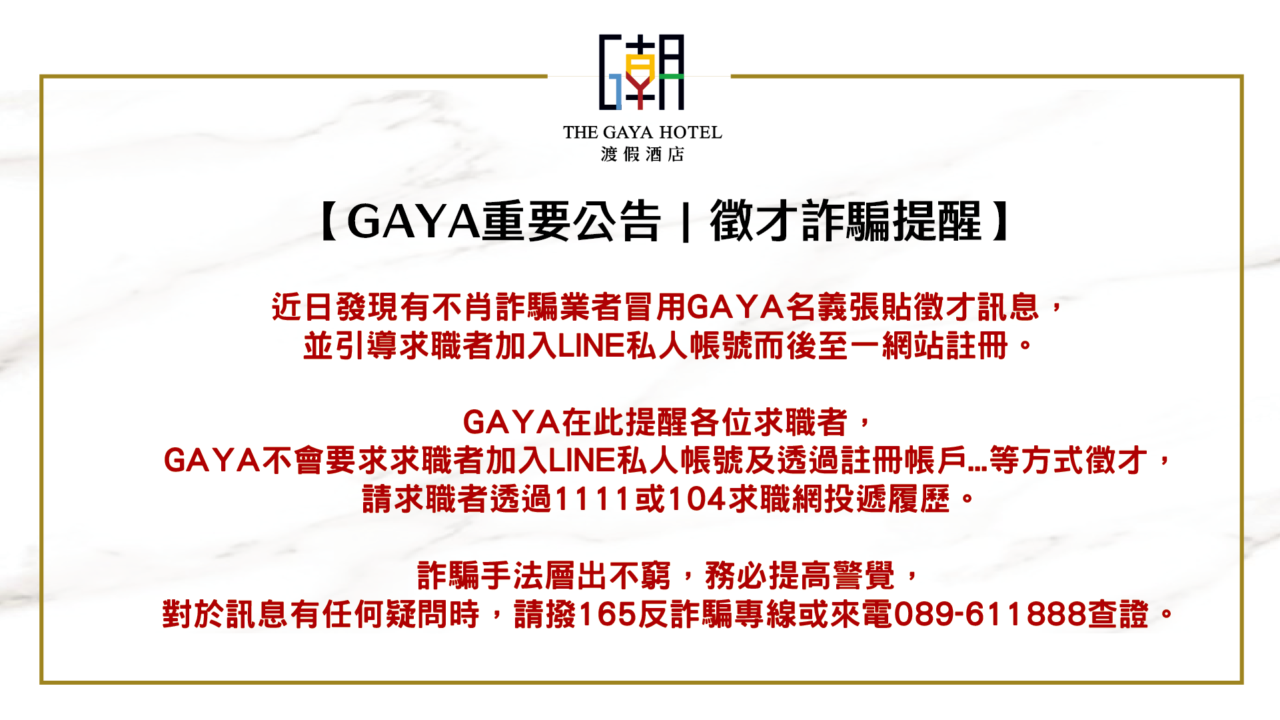 潮
GAYA
THE GAYA HOTEL
渡假酒店
【GAYA重要公告|徵才詐騙提醒】
近日發現有不肖詐騙業者冒用GAYA名義張貼徵才訊息，
並引導求職者加入LINE私人帳號而後至一網站註冊。
GAYA在此提醒各位求職者，
GAYA不會要求求職者加入LINE私人帳號及透過註冊帳戶...等方式徵才，
請求職者透過1111或104求職網投遞履歷。
詐騙手法層出不窮，務必提高警覺，
對於訊息有任何疑問時，請撥165反詐騙專線或來電089-611888查證。